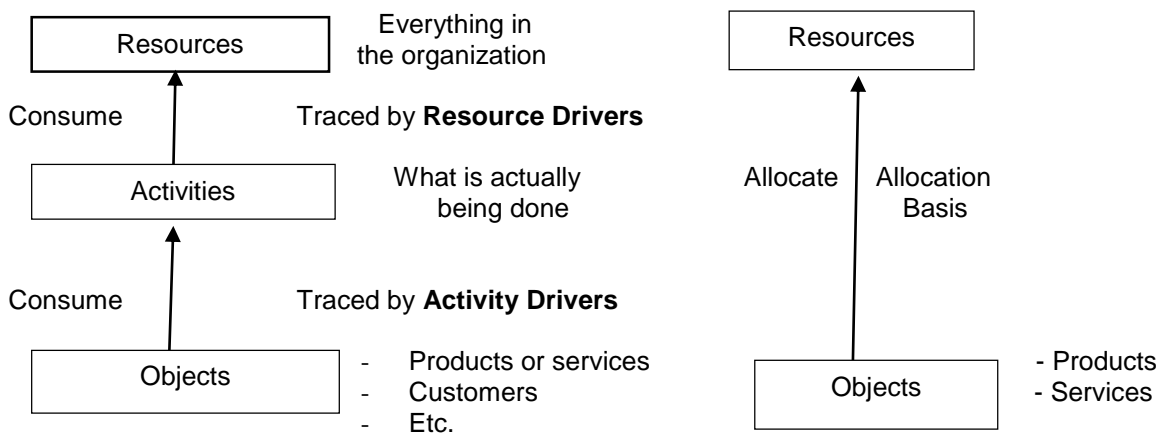 Resources
Everything in
the organization
Consume
Traced by Resource Drivers
Activities
What is actually
being done
Consume
Traced by Activity Drivers
Objects
- Products or services
- Customers
- Etc.
Resources
Allocate
Allocation
Basis
Objects
- Products
- Services